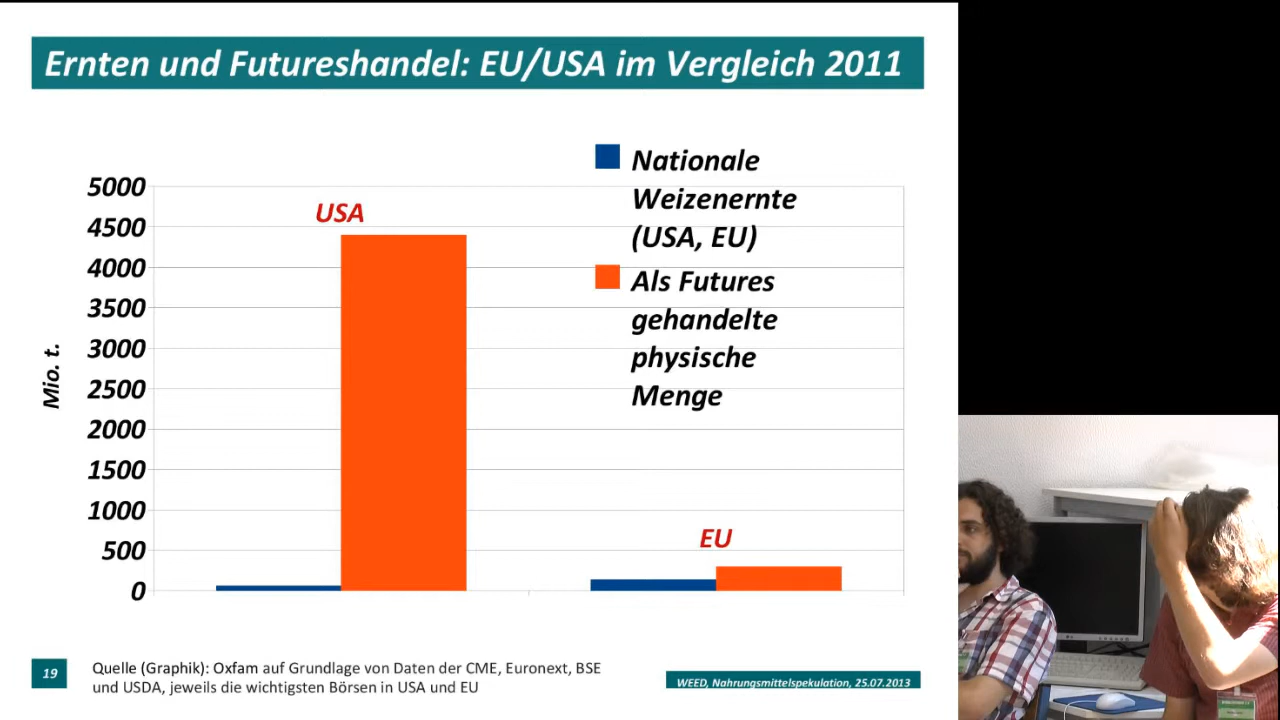 Ernten und Futureshandel: EU/USA im Vergleich 2011
Nationale
Weizenernte
(USA, EU)
Als Futures
gehandelte
physische
Menge
5000
4500
4000
3500
3000
2500
2000
1500
1000
500
0
Mio. t.
USA
EU
19
Quelle (Graphik): Oxfam auf Grundlage von Daten der CME, Euronext, BSE
und USDA, jeweils die wichtigsten Börsen in USA und EU
WEED, Nahrungsmittelspekulation, 25.07.2013